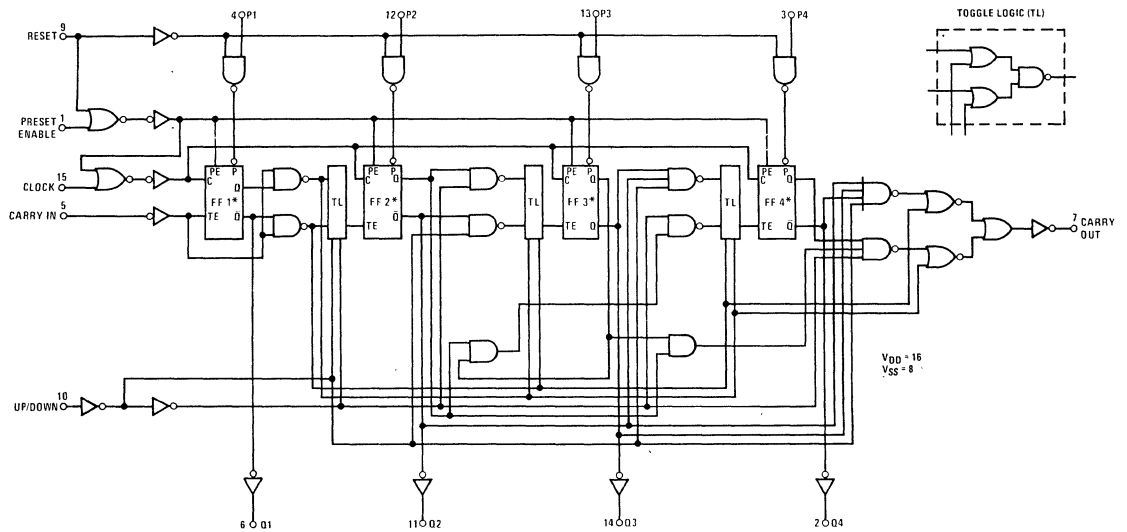 4 P1
12 P2
13 P3
3 P4
TOGGLE LOGIC (TL)
9
RESET
1
PRESET
ENABLE
15
CLOCK
5
CARRY IN
PE P
C Q
FF 1*
TE Q̄
TL
PE P
C Q
FF 2*
TE Q̄
TL
PE P
C Q
FF 3*
TE Q̄
TL
PE P
C Q
FF 4*
TE Q̄
7 CARRY
OUT
VDD = 16
VSS = 8
10
UP/DOWN
6 Q1
11 Q2
14 Q3
2 Q4